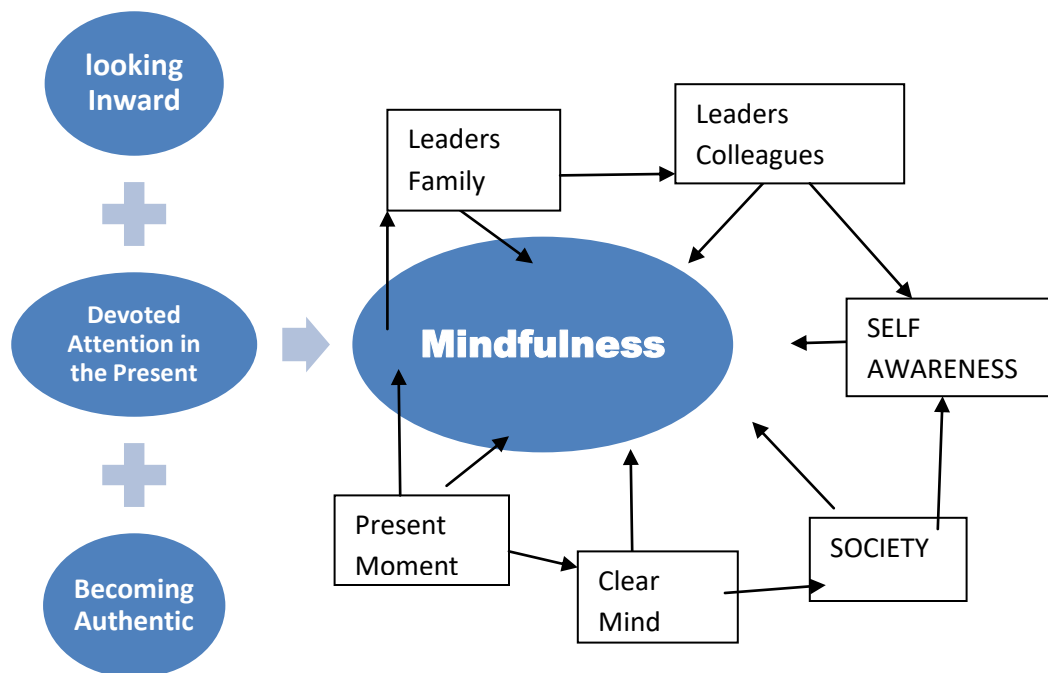 looking
Inward
Devoted
Attention in
the Present
Becoming
Authentic
Leaders
Family
Leaders
Colleagues
Mindfulness
SELF
AWARENESS
Present
Moment
Clear
Mind
SOCIETY